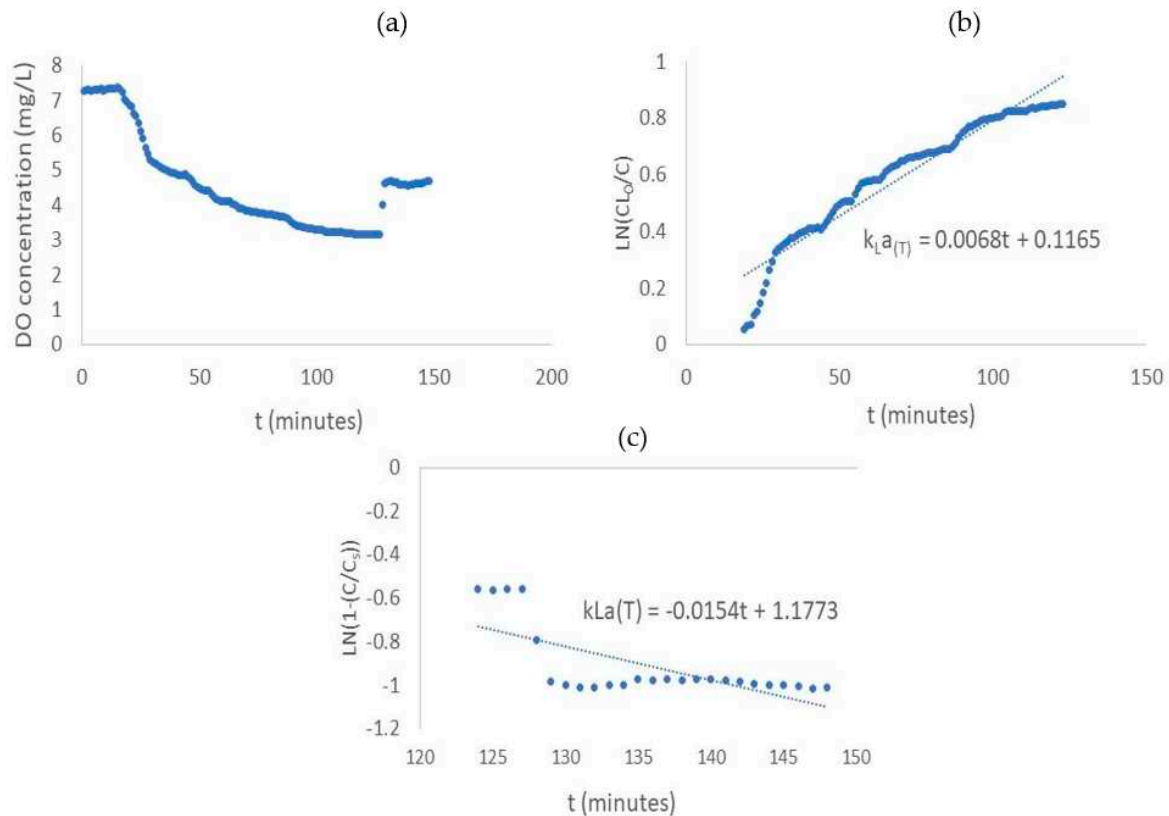 (a)
DO concentration (mg/L)
8
7
6
5
4
3
2
1
0
0 50 100 150 200
t (minutes)
(b)
LN(CL₀/C)
1
0.8
0.6
0.4
0.2
0
kLa(T) = 0.0068t + 0.1165
0 50 100 150
t (minutes)
(c)
LN(1-(C/Cs))
0
-0.2
-0.4
-0.6
-0.8
-1
-1.2
kLa(T) = -0.0154t + 1.1773
120 125 130 135 140 145 150
t (minutes)